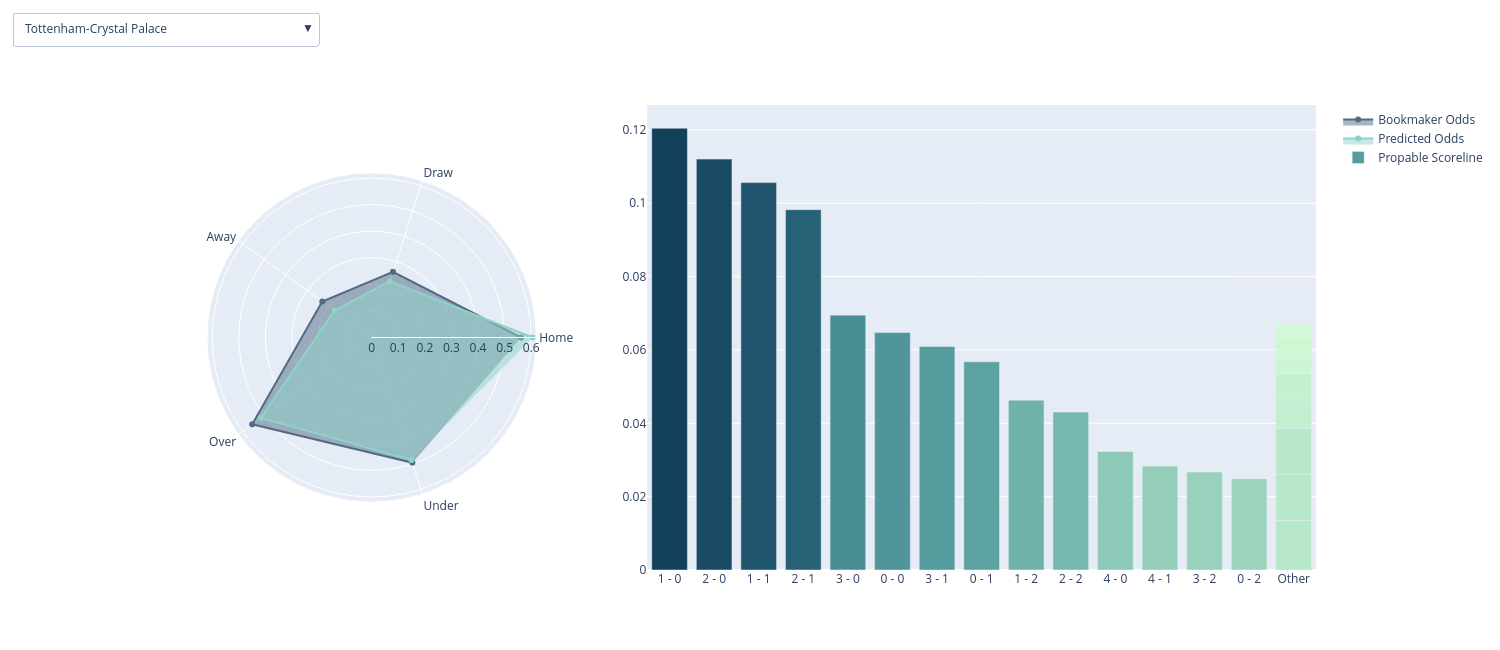 Tottenham-Crystal Palace ▼
Draw
Away
Home
0 0.1 0.2 0.3 0.4 0.5 0.6
Over
Under
0.12
0.1
0.08
0.06
0.04
0.02
0
1 - 0 2 - 0 1 - 1 2 - 1 3 - 0 0 - 0 3 - 1 0 - 1 1 - 2 2 - 2 4 - 0 4 - 1 3 - 2 0 - 2 Other
Bookmaker Odds
Predicted Odds
Propable Scoreline